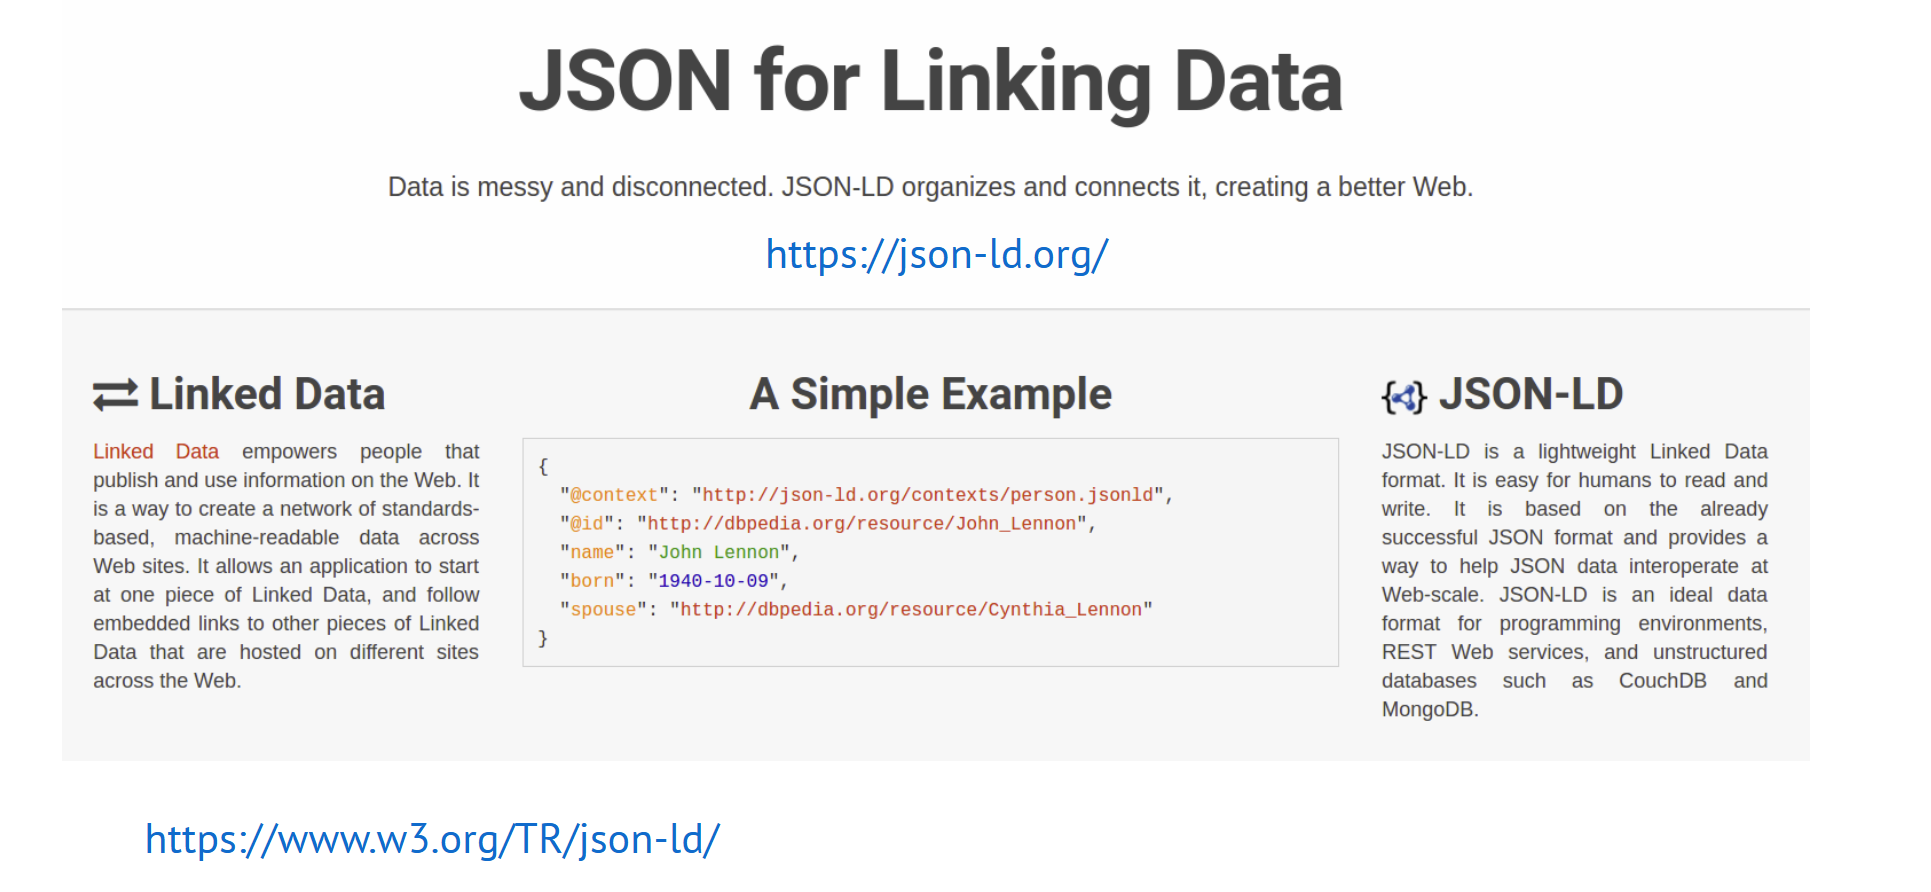 JSON for Linking Data
Data is messy and disconnected. JSON-LD organizes and connects it, creating a better Web.
https://json-ld.org/
Linked Data
Linked Data empowers people that
publish and use information on the Web. It
is a way to create a network of standards-
based, machine-readable data across
Web sites. It allows an application to start
at one piece of Linked Data, and follow
embedded links to other pieces of Linked
Data that are hosted on different sites
across the Web.
A Simple Example
{
  "@context": "http://json-ld.org/contexts/person.jsonld",
  "@id": "http://dbpedia.org/resource/John_Lennon",
  "name": "John Lennon",
  "born": "1940-10-09",
  "spouse": "http://dbpedia.org/resource/Cynthia_Lennon"
}
JSON-LD
JSON-LD is a lightweight Linked Data
format. It is easy for humans to read and
write. It is based on the already
successful JSON format and provides a
way to help JSON data interoperate at
Web-scale. JSON-LD is an ideal data
format for programming environments,
REST Web services, and unstructured
databases such as CouchDB and
MongoDB.
https://www.w3.org/TR/json-ld/